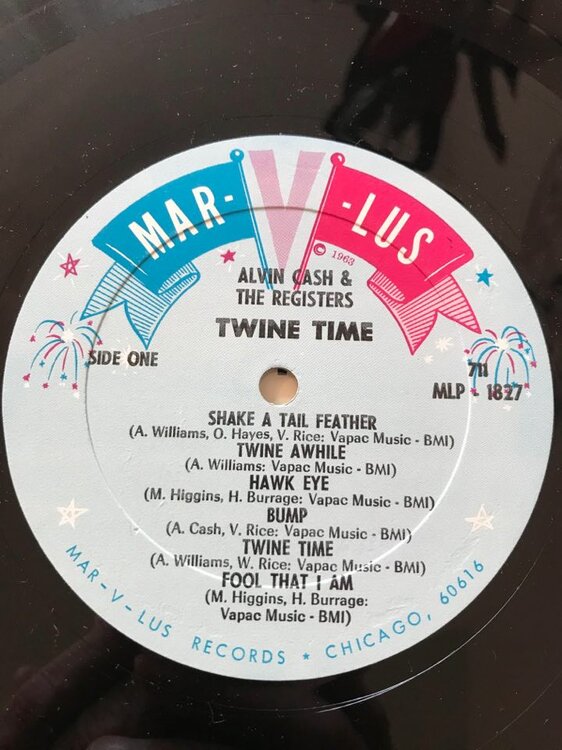 MAR-V-LUS
© 1963
ALVIN CASH &
THE REGISTERS
TWINE TIME
SIDE ONE
711
MLP - 1827
SHAKE A TAIL FEATHER
(A. Williams, O. Hayes, V. Rice: Vapac Music - BMI)
TWINE AWHILE
(A. Williams: Vapac Music - BMI)
HAWK EYE
(M. Higgins, H. Burrage: Vapac Music - BMI)
BUMP
(A. Cash, V. Rice: Vapac Music - BMI)
TWINE TIME
(A. Williams, W. Rice: Vapac Music - BMI)
FOOL THAT I AM
(M. Higgins, H. Burrage:
Vapac Music - BMI)
MAR-V-LUS RECORDS ★ CHICAGO, 60616